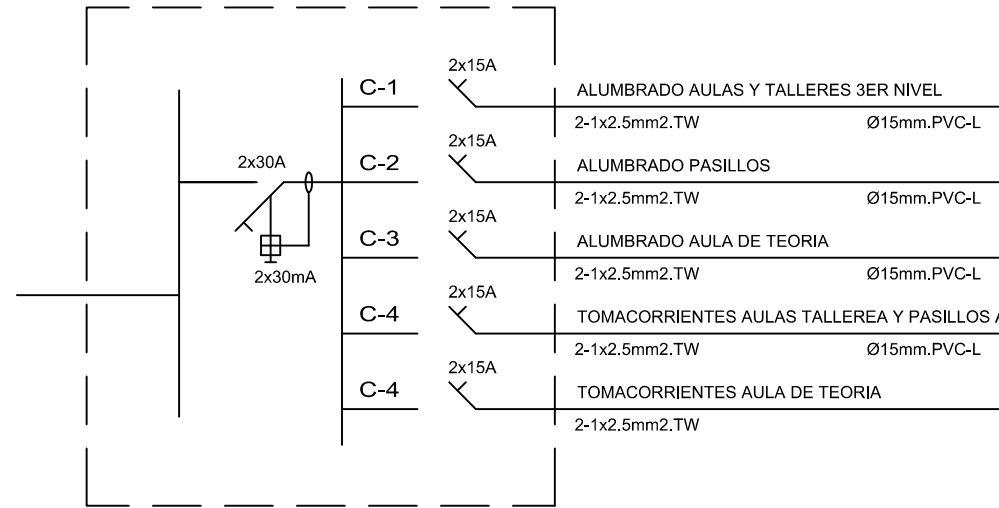 2x15A
C-1 ALUMBRADO AULAS Y TALLERES 3ER NIVEL
2-1x2.5mm2.TW Ø15mm.PVC-L
2x15A
2x30A C-2 ALUMBRADO PASILLOS
2-1x2.5mm2.TW Ø15mm.PVC-L
2x15A
C-3 ALUMBRADO AULA DE TEORIA
2x30mA 2-1x2.5mm2.TW Ø15mm.PVC-L
2x15A
C-4 TOMACORRIENTES AULAS TALLEREA Y PASILLOS
2-1x2.5mm2.TW Ø15mm.PVC-L
2x15A
C-4 TOMACORRIENTES AULA DE TEORIA
2-1x2.5mm2.TW